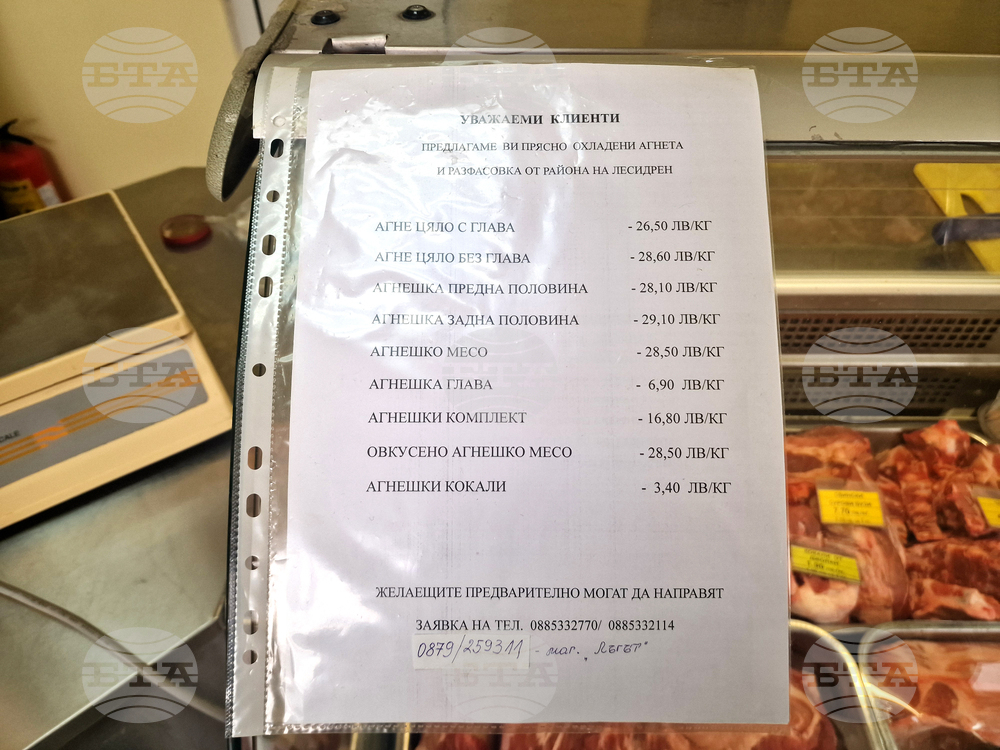 БТА
УВАЖАЕМИ КЛИЕНТИ
ПРЕДЛАГАМЕ ВИ ПРЯСНО ОХЛАДЕНИ АГНЕТА
И РАЗФАСОВКА ОТ РАЙОНА НА ЛЕСИДРЕН
АГНЕ ЦЯЛО С ГЛАВА - 26,50 ЛВ/КГ
АГНЕ ЦЯЛО БЕЗ ГЛАВА - 28,60 ЛВ/КГ
АГНЕШКА ПРЕДНА ПОЛОВИНА - 28,10 ЛВ/КГ
АГНЕШКА ЗАДНА ПОЛОВИНА - 29,10 ЛВ/КГ
АГНЕШКО МЕСО - 28,50 ЛВ/КГ
АГНЕШКА ГЛАВА - 6,90 ЛВ/КГ
АГНЕШКИ КОМПЛЕКТ - 16,80 ЛВ/КГ
ОВКУСЕНО АГНЕШКО МЕСО - 28,50 ЛВ/КГ
АГНЕШКИ КОКАЛИ - 3,40 ЛВ/КГ
ЖЕЛАЕЩИТЕ ПРЕДВАРИТЕЛНО МОГАТ ДА НАПРАВЯТ
ЗАЯВКА НА ТЕЛ. 0885332770/ 0885332114
0879/259311 - маг. „Лъгът"